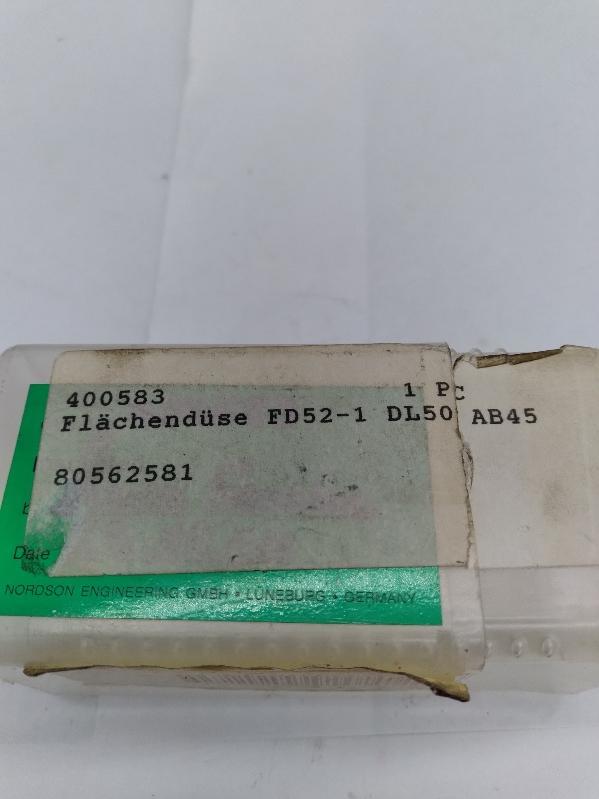 400583 1 Pc
Flächendüse FD52-1 DL50 AB45
80562581
Date
NORDSON ENGINEERING GMBH • LÜNEBURG • GERMANY